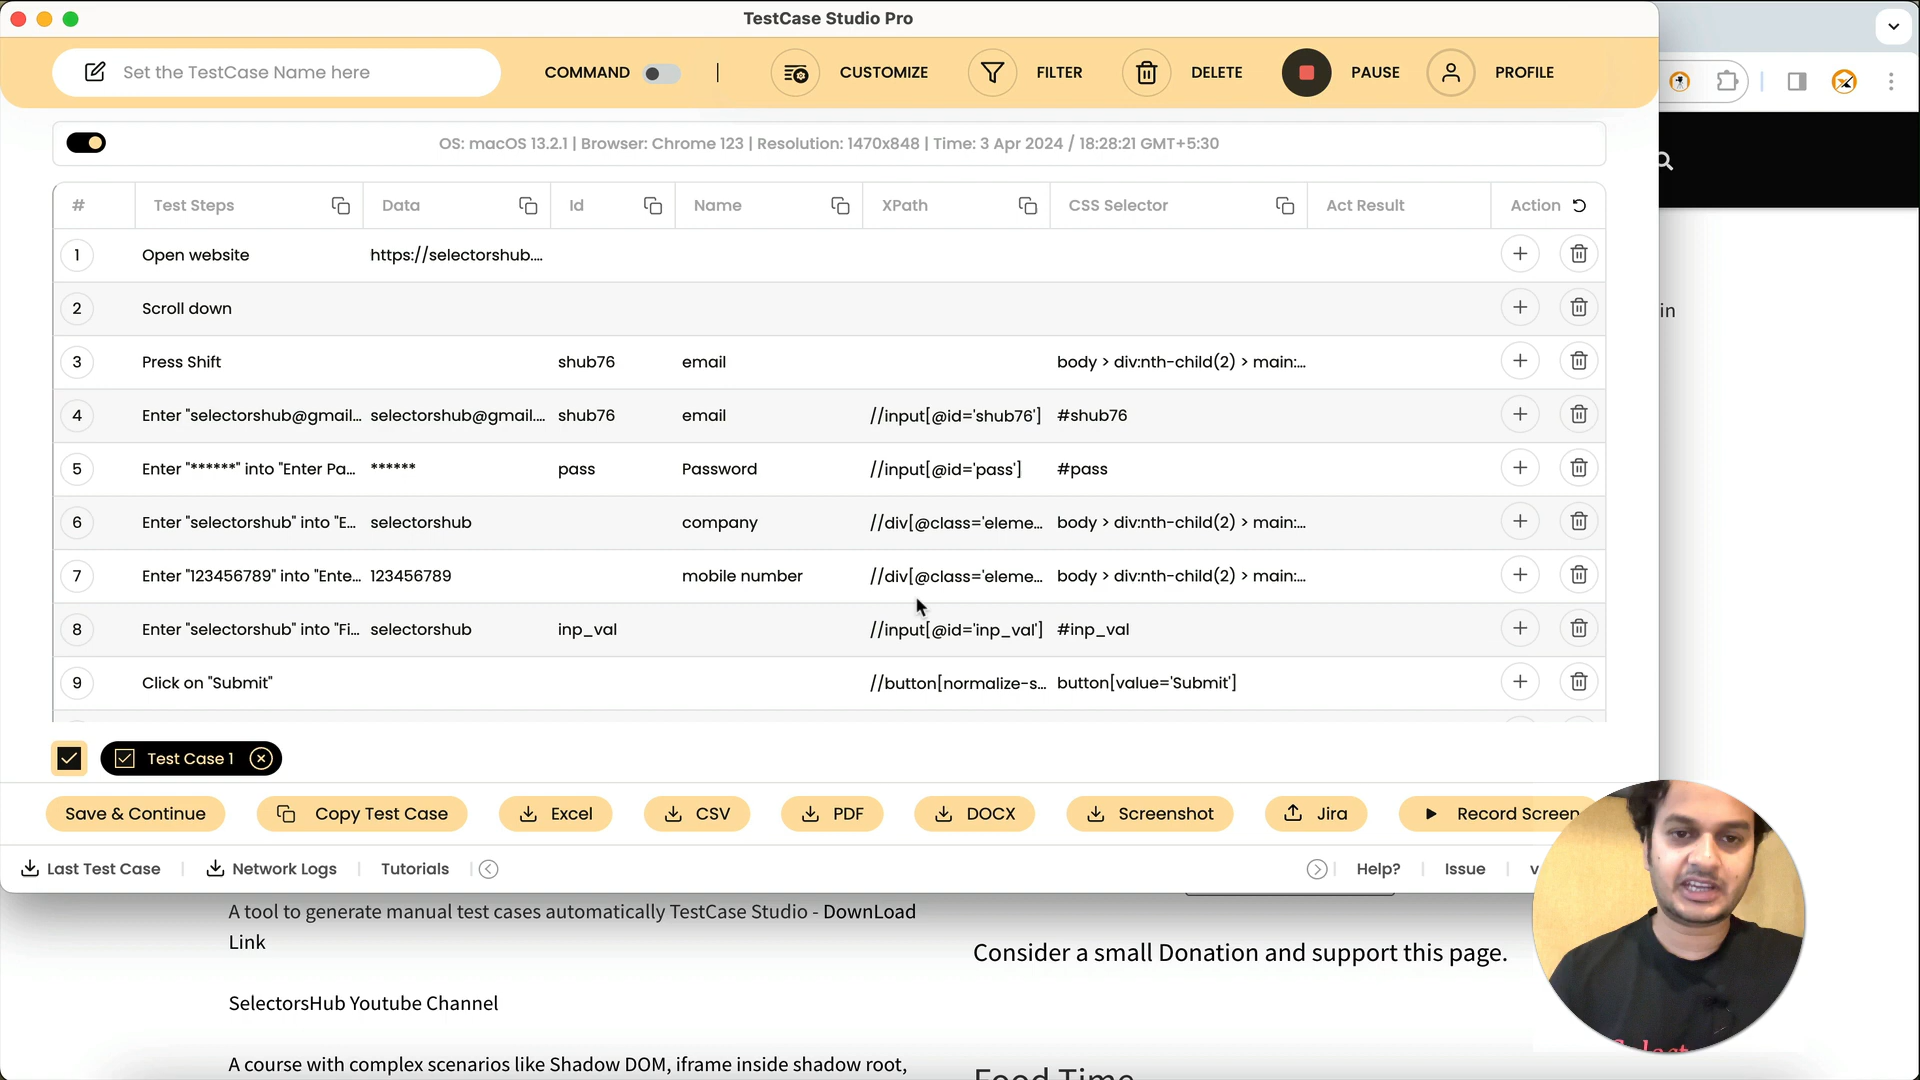 TestCase Studio Pro
Set the TestCase Name here
COMMAND | CUSTOMIZE FILTER DELETE PAUSE PROFILE
OS: macOS 13.2.1 | Browser: Chrome 123 | Resolution: 1470x848 | Time: 3 Apr 2024 / 18:28:21 GMT+5:30
# Test Steps Data Id Name XPath CSS Selector Act Result Action
1 Open website https://selectorshub....
2 Scroll down
in
3 Press Shift shub76 email body > div:nth-child(2) > main:...
4 Enter "selectorshub@gmail... selectorshub@gmail.... shub76 email //input[@id='shub76'] #shub76
5 Enter "******" into "Enter Pa... ****** pass Password //input[@id='pass'] #pass
6 Enter "selectorshub" into "E... selectorshub company //div[@class='eleme... body > div:nth-child(2) > main:...
7 Enter "123456789" into "Ente... 123456789 mobile number //div[@class='eleme... body > div:nth-child(2) > main:...
8 Enter "selectorshub" into "Fi... selectorshub inp_val //input[@id='inp_val'] #inp_val
9 Click on "Submit" //button[normalize-s... button[value='Submit']
Test Case 1
Save & Continue Copy Test Case Excel CSV PDF DOCX Screenshot Jira Record Screen
Last Test Case Network Logs Tutorials Help? Issue v
A tool to generate manual test cases automatically TestCase Studio - DownLoad
Link
Consider a small Donation and support this page.
SelectorsHub Youtube Channel
A course with complex scenarios like Shadow DOM, iframe inside shadow root,
Food Time